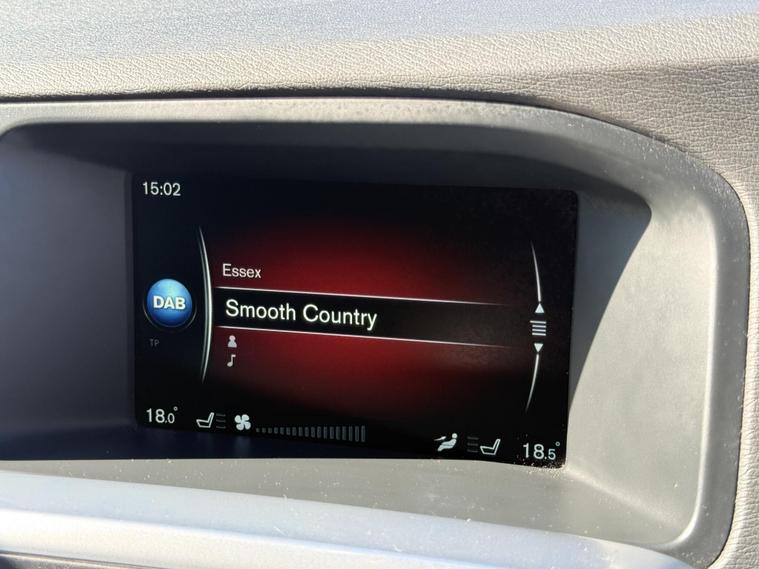 15:02
Essex
DAB
Smooth Country
TP
18.0°
18.5°